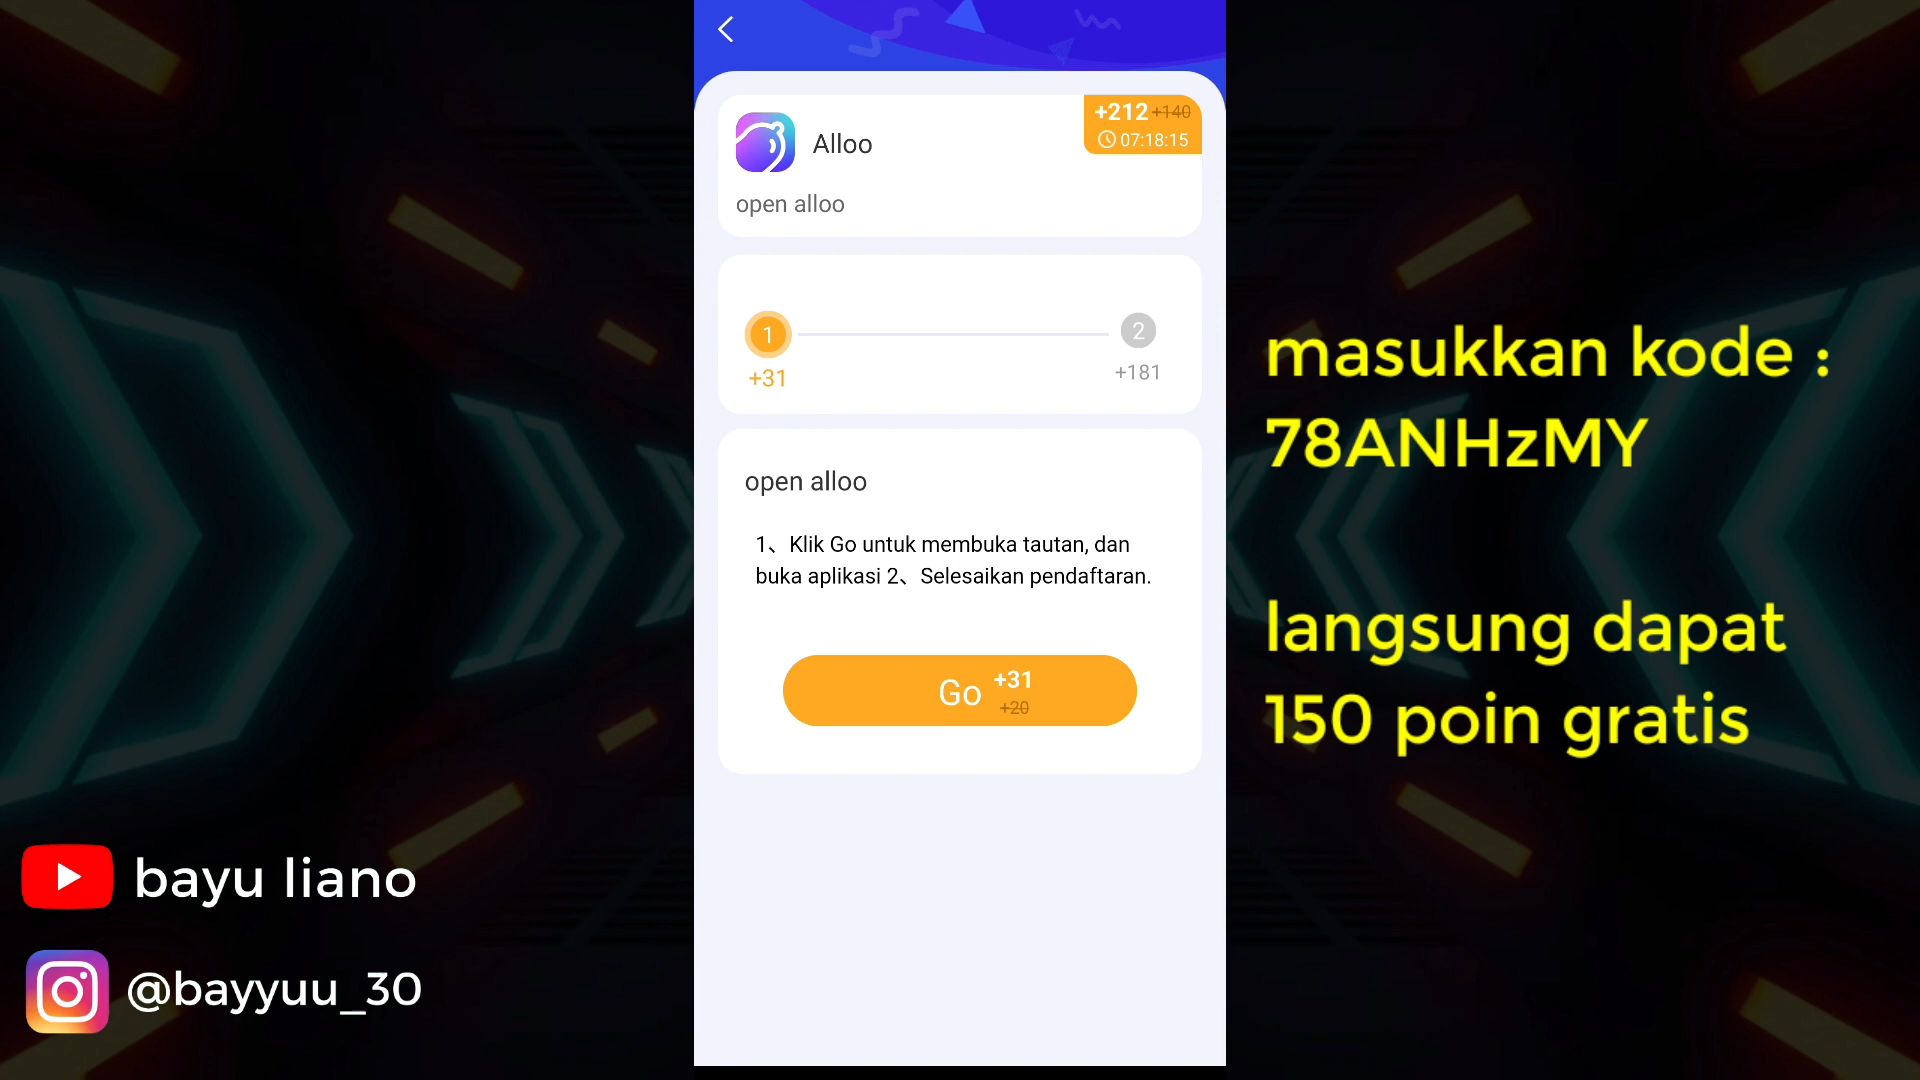 +212 +140
07:18:15
Alloo
open alloo
1
2
+31
+181
open alloo
1、Klik Go untuk membuka tautan, dan
buka aplikasi 2、Selesaikan pendaftaran.
Go +31
+20
masukkan kode :
78ANHzMY
langsung dapat
150 poin gratis
bayu liano
@bayyuu_30